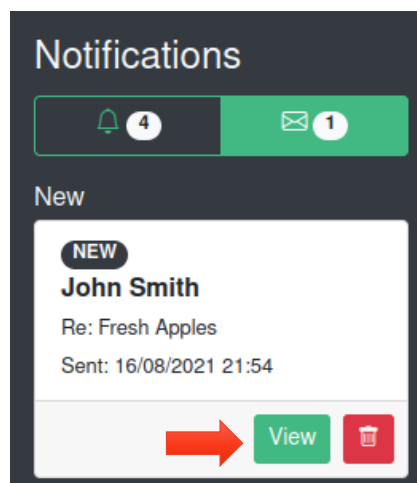 Notifications
4 1
New
NEW
John Smith
Re: Fresh Apples
Sent: 16/08/2021 21:54
View